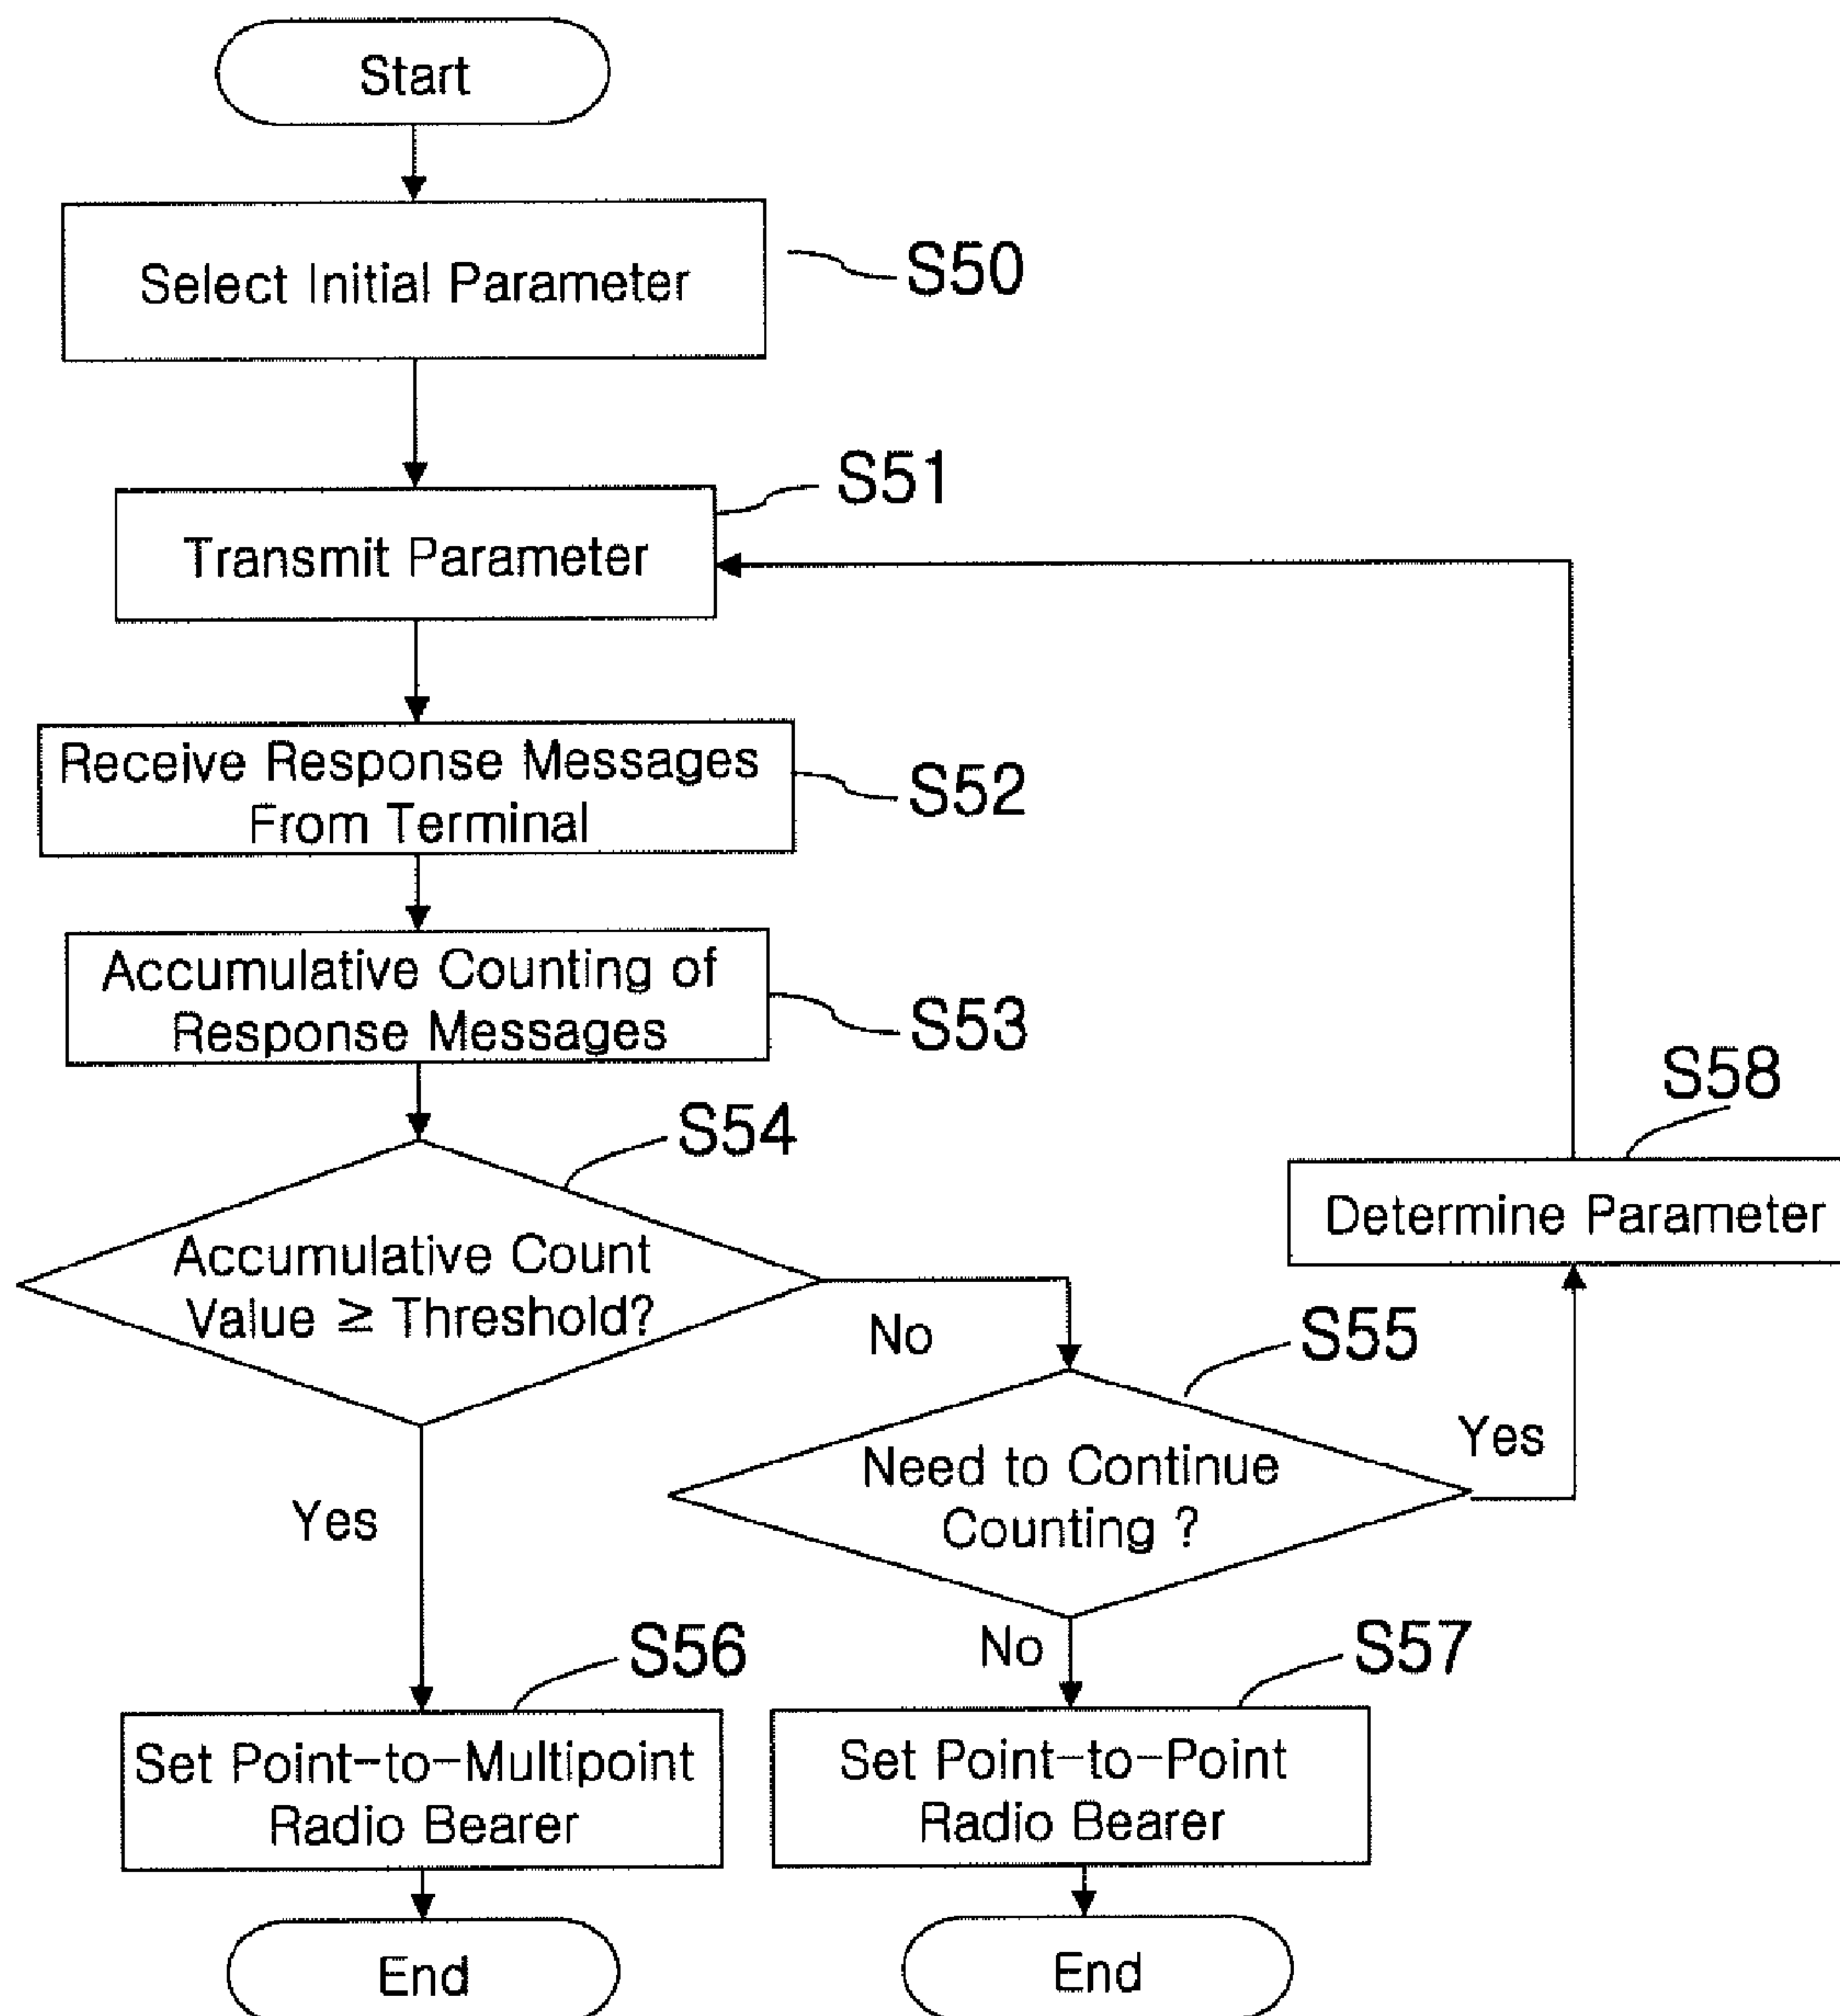 Start
Select Initial Parameter
S50
S51
Transmit Parameter
Receive Response Messages
From Terminal
S52
Accumulative Counting of
Response Messages
S53
S58
S54
Determine Parameter
Accumulative Count
Value ≥ Threshold?
No
S55
Yes
Need to Continue
Counting ?
Yes
S56
No
S57
Set Point-to-Multipoint
Radio Bearer
Set Point-to-Point
Radio Bearer
End
End